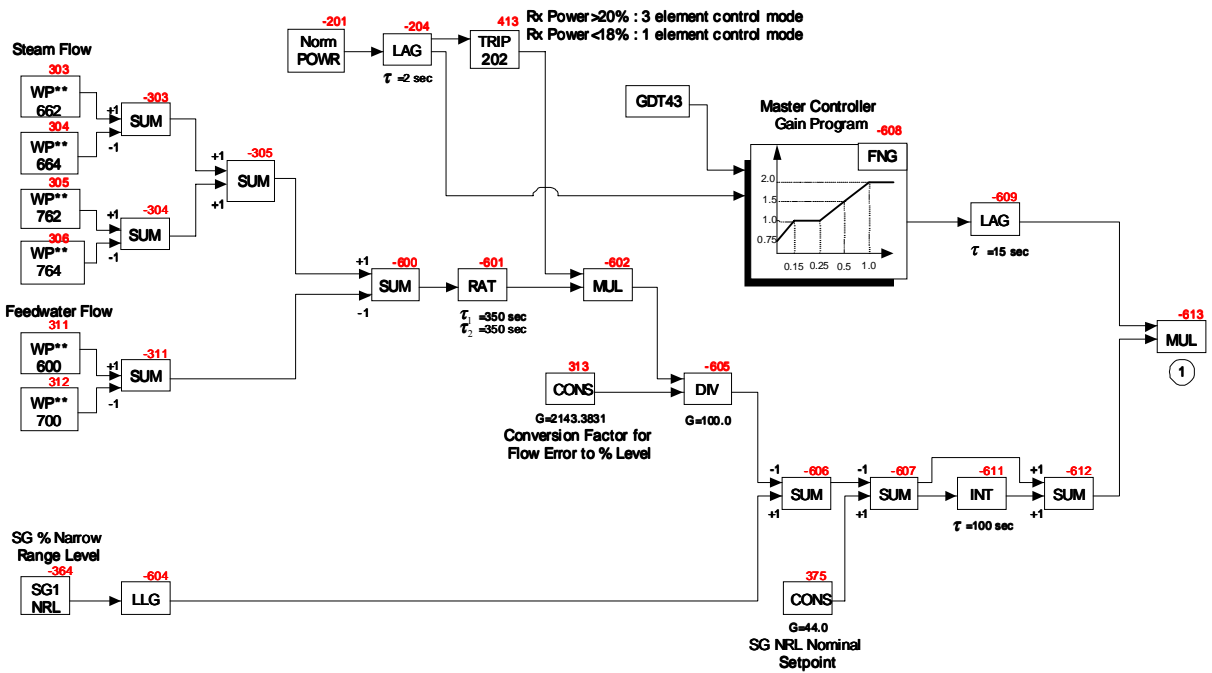 Rx Power>20% : 3 element control mode
Rx Power<18% : 1 element control mode
-201
Norm
POWR
-204
LAG
τ =2 sec
413
TRIP
202
Steam Flow
303
WP**
662
304
WP**
664
305
WP**
762
306
WP**
764
+1
-303
SUM
-1
+1
-304
SUM
-1
+1
-305
SUM
+1
GDT43
Master Controller
Gain Program
-608
FNG
2.0
1.5
1.0
0.75
0.15
0.25
0.5
1.0
-609
LAG
τ =15 sec
+1
-600
SUM
-1
-601
RAT
τ1 =350 sec
τ2 =350 sec
-602
MUL
Feedwater Flow
311
WP**
600
312
WP**
700
+1
-311
SUM
-1
-613
MUL
1
313
CONS
G=2143.3831
Conversion Factor for
Flow Error to % Level
-605
DIV
G=100.0
-1
-606
SUM
+1
-1
-607
SUM
+1
-611
INT
τ =100 sec
+1
-612
SUM
+1
SG % Narrow
Range Level
-364
SG1
NRL
-604
LLG
375
CONS
G=44.0
SG NRL Nominal
Setpoint